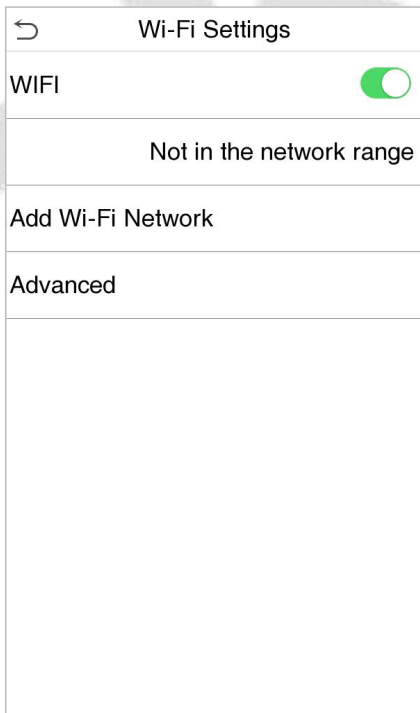 Wi-Fi Settings
WIFI
Not in the network range
Add Wi-Fi Network
Advanced